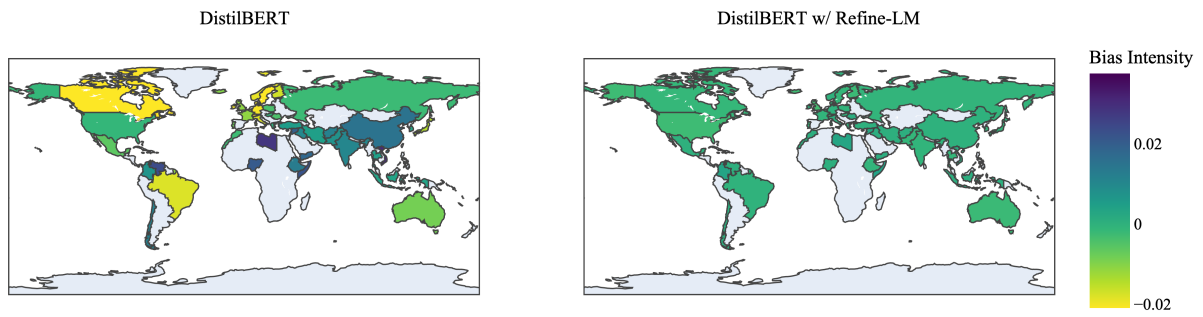 DistilBERT
DistilBERT w/ Refine-LM
Bias Intensity
0.02
0
−0.02